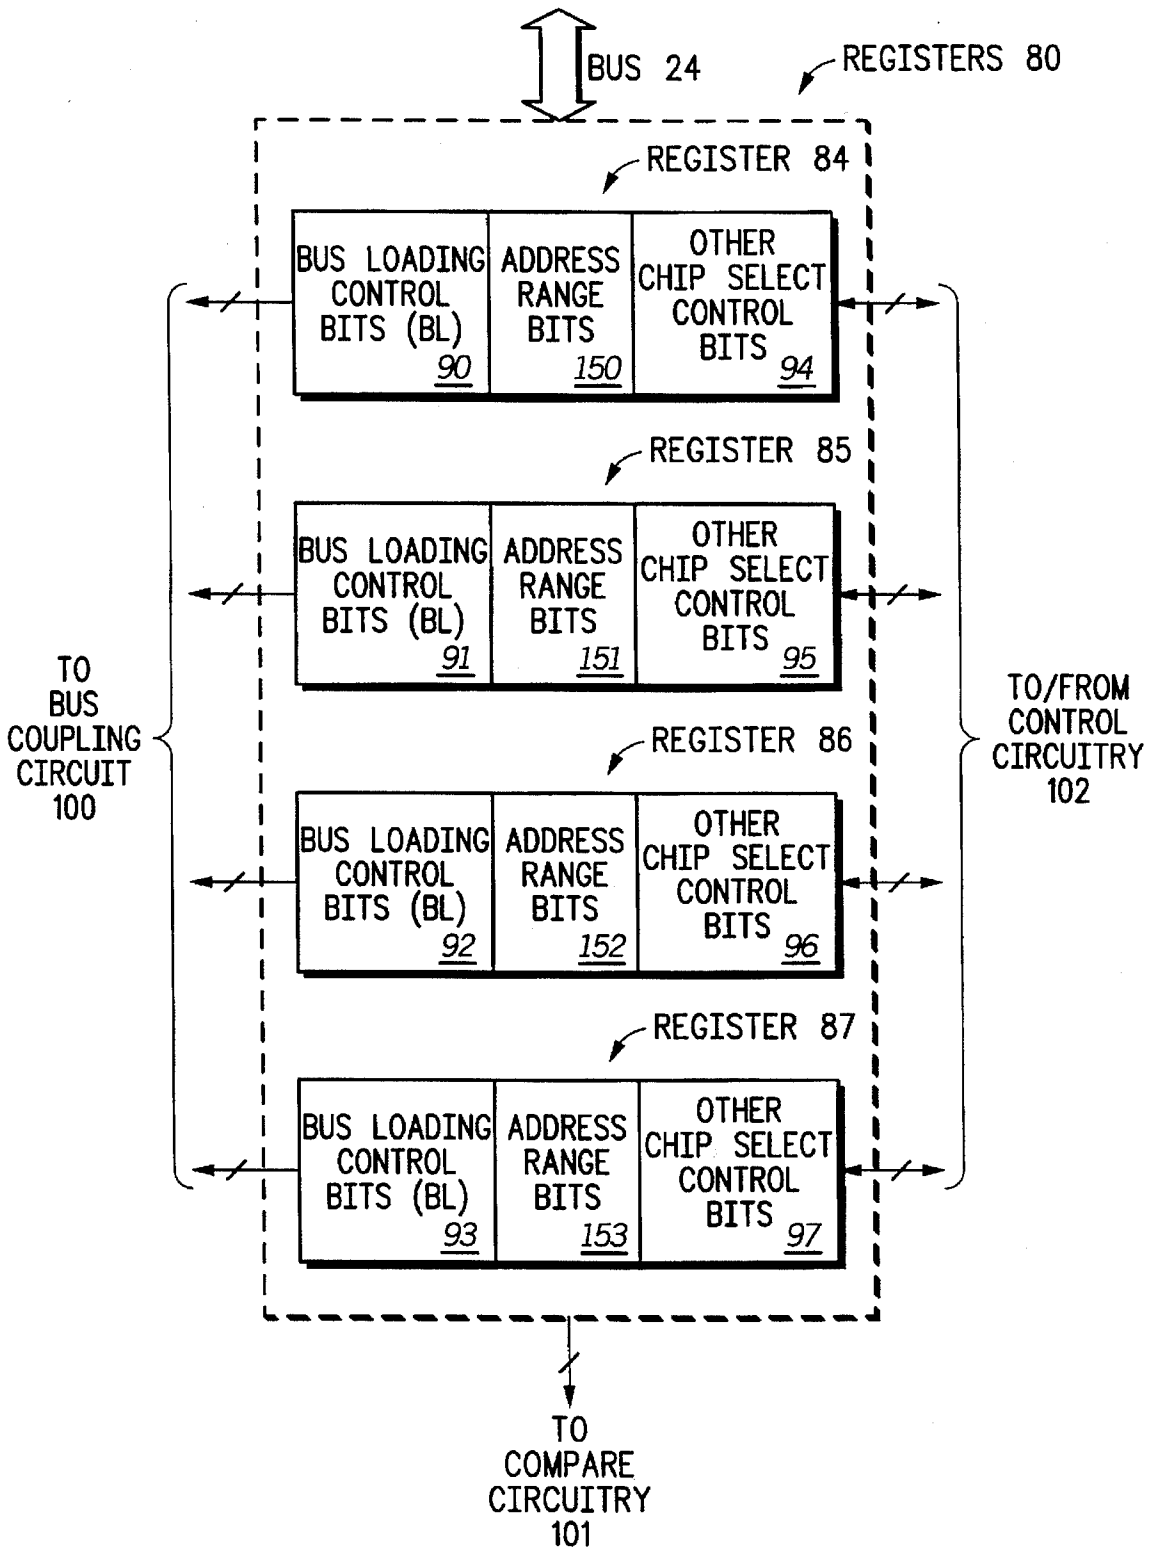 BUS 24
REGISTERS 80
REGISTER 84
BUS LOADING
CONTROL
BITS (BL)
90
ADDRESS
RANGE
BITS
150
OTHER
CHIP SELECT
CONTROL
BITS
94
REGISTER 85
BUS LOADING
CONTROL
BITS (BL)
91
ADDRESS
RANGE
BITS
151
OTHER
CHIP SELECT
CONTROL
BITS
95
TO
BUS
COUPLING
CIRCUIT
100
TO/FROM
CONTROL
CIRCUITRY
102
REGISTER 86
BUS LOADING
CONTROL
BITS (BL)
92
ADDRESS
RANGE
BITS
152
OTHER
CHIP SELECT
CONTROL
BITS
96
REGISTER 87
BUS LOADING
CONTROL
BITS (BL)
93
ADDRESS
RANGE
BITS
153
OTHER
CHIP SELECT
CONTROL
BITS
97
TO
COMPARE
CIRCUITRY
101